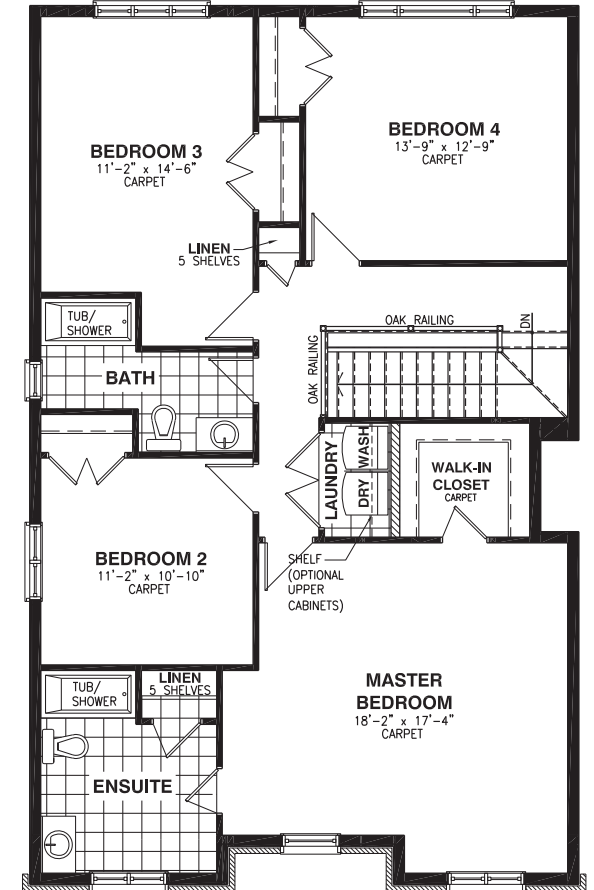 BEDROOM 3
11'-2" x 14'-6"
CARPET
BEDROOM 4
13'-9" x 12'-9"
CARPET
LINEN
5 SHELVES
TUB/
SHOWER
OAK RAILING
DN
OAK RAILING
BATH
LAUNDRY
DRY WASH
WALK-IN
CLOSET
CARPET
BEDROOM 2
11'-2" x 10'-10"
CARPET
SHELF
(OPTIONAL
UPPER
CABINETS)
TUB/
SHOWER
LINEN
5 SHELVES
MASTER
BEDROOM
18'-2" x 17'-4"
CARPET
ENSUITE